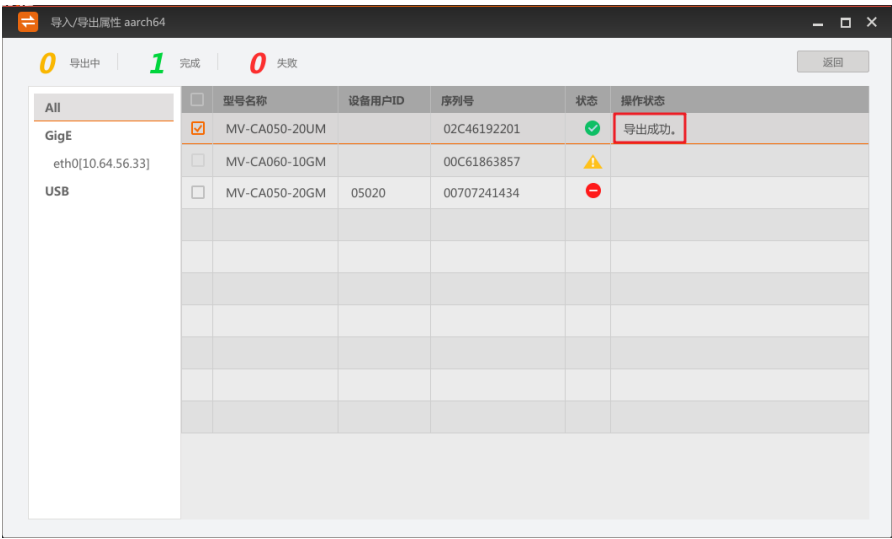 导入/导出属性 aarch64
0 导出中 1 完成 0 失败 返回
All
GigE
eth0[10.64.56.33]
USB
型号名称 设备用户ID 序列号 状态 操作状态
MV-CA050-20UM 02C46192201 导出成功。
MV-CA060-10GM 00C61863857
MV-CA050-20GM 05020 00707241434